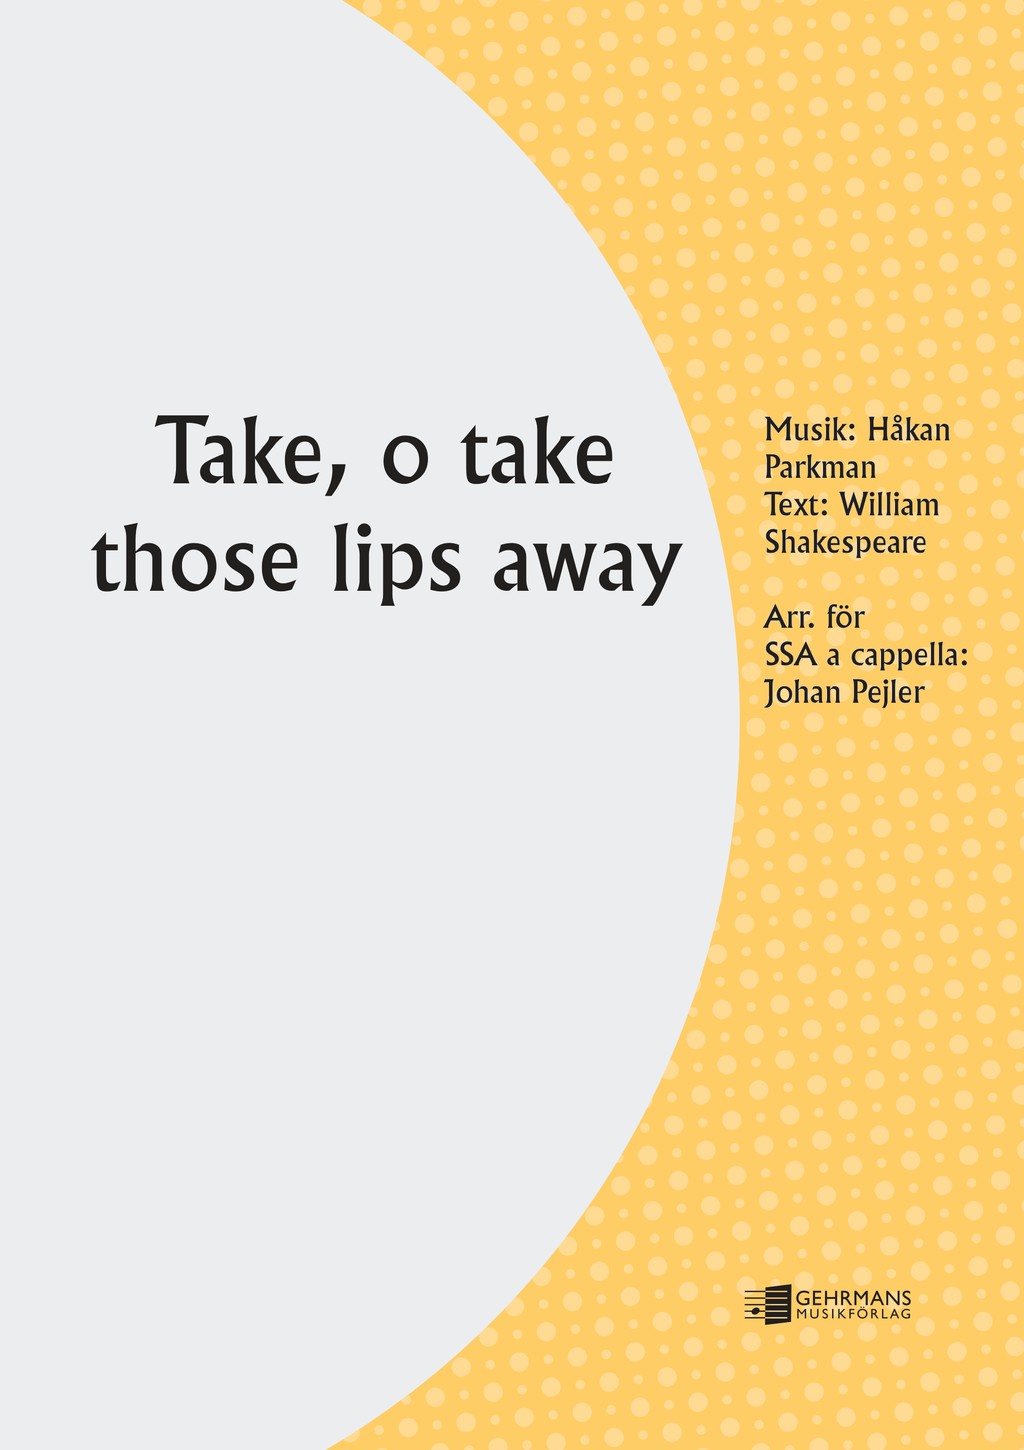 Take, o take
those lips away
Musik: Håkan
Parkman
Text: William
Shakespeare
Arr. för
SSA a cappella:
Johan Pejler
GEHRMANS
MUSIKFÖRLAG